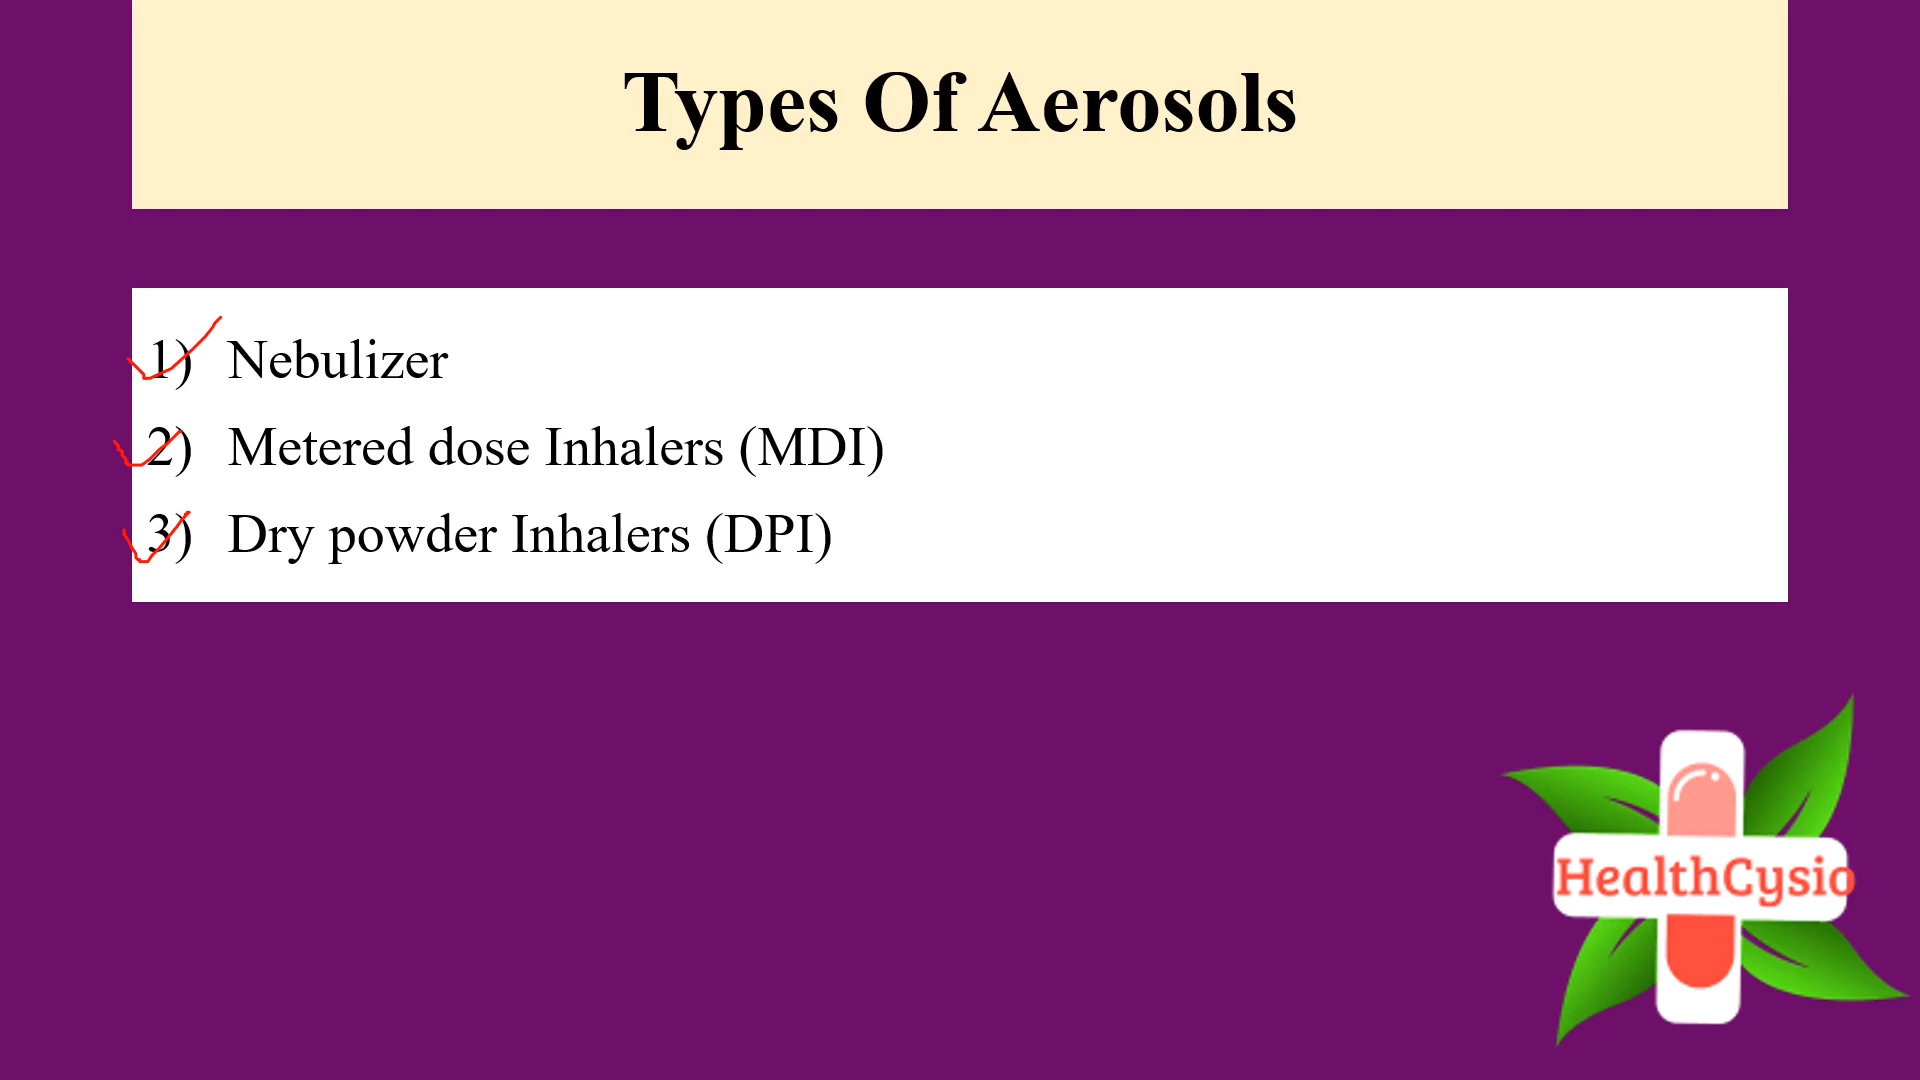 Types Of Aerosols
1) Nebulizer
2) Metered dose Inhalers (MDI)
3) Dry powder Inhalers (DPI)
HealthCysio